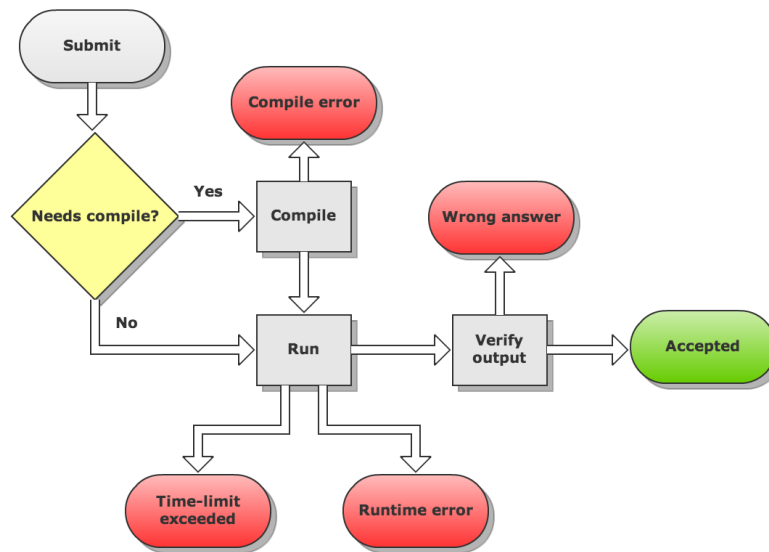 Submit
Compile error
Yes
Needs compile?
Compile
Wrong answer
No
Run
Verify
output
Accepted
Time-limit
exceeded
Runtime error